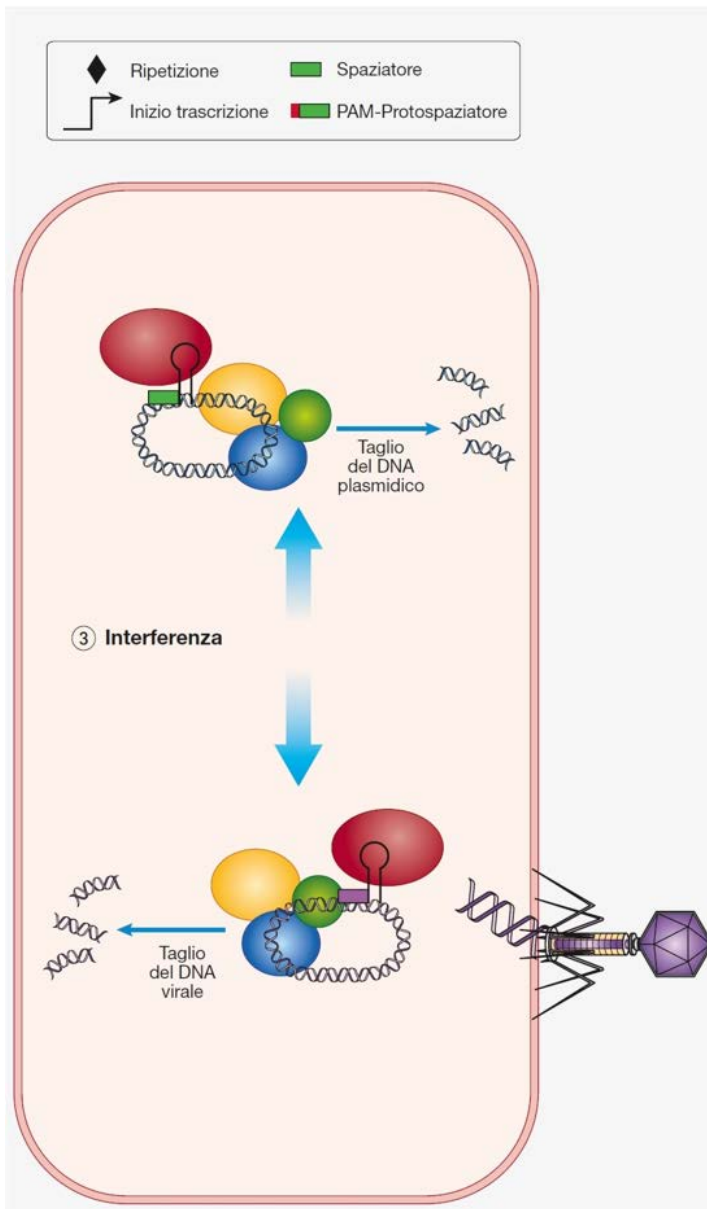 Ripetizione
Spaziatore
Inizio trascrizione
PAM-Protospaziatore
Taglio
del DNA
plasmidico
3 Interferenza
Taglio
del DNA
virale